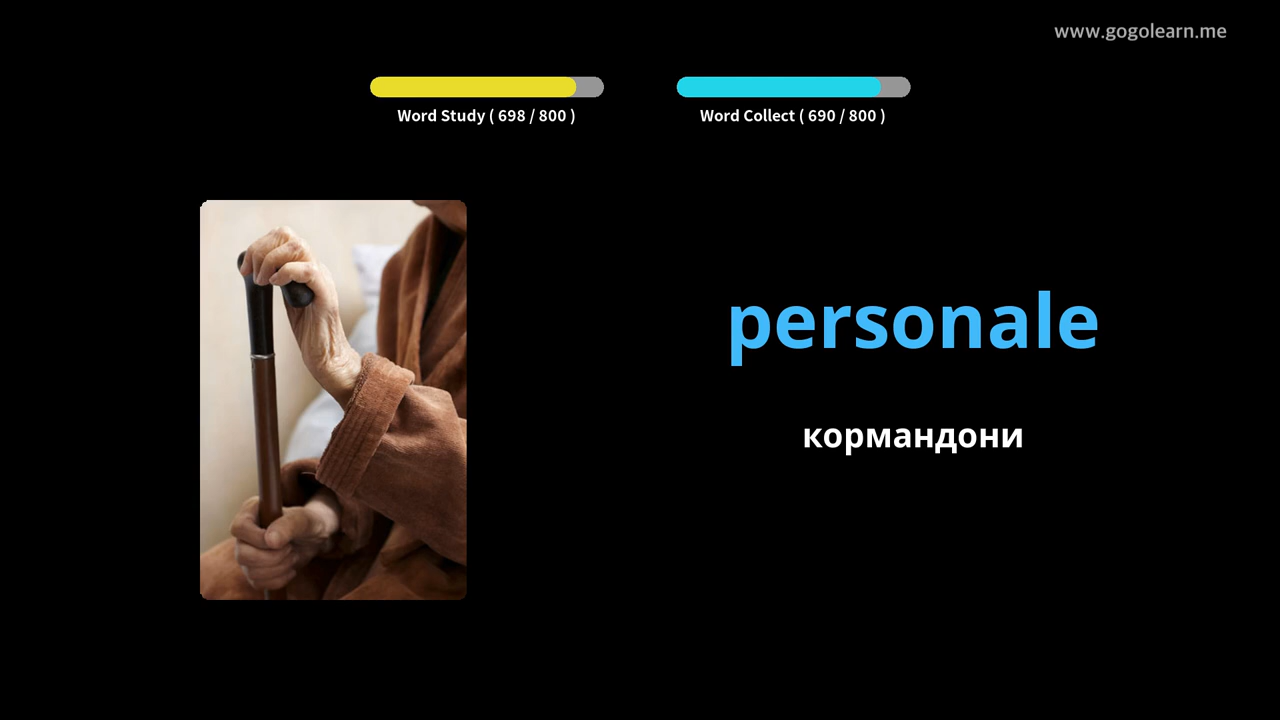 www.gogolearn.me
Word Study ( 698 / 800 )
Word Collect ( 690 / 800 )
personale
кормандони